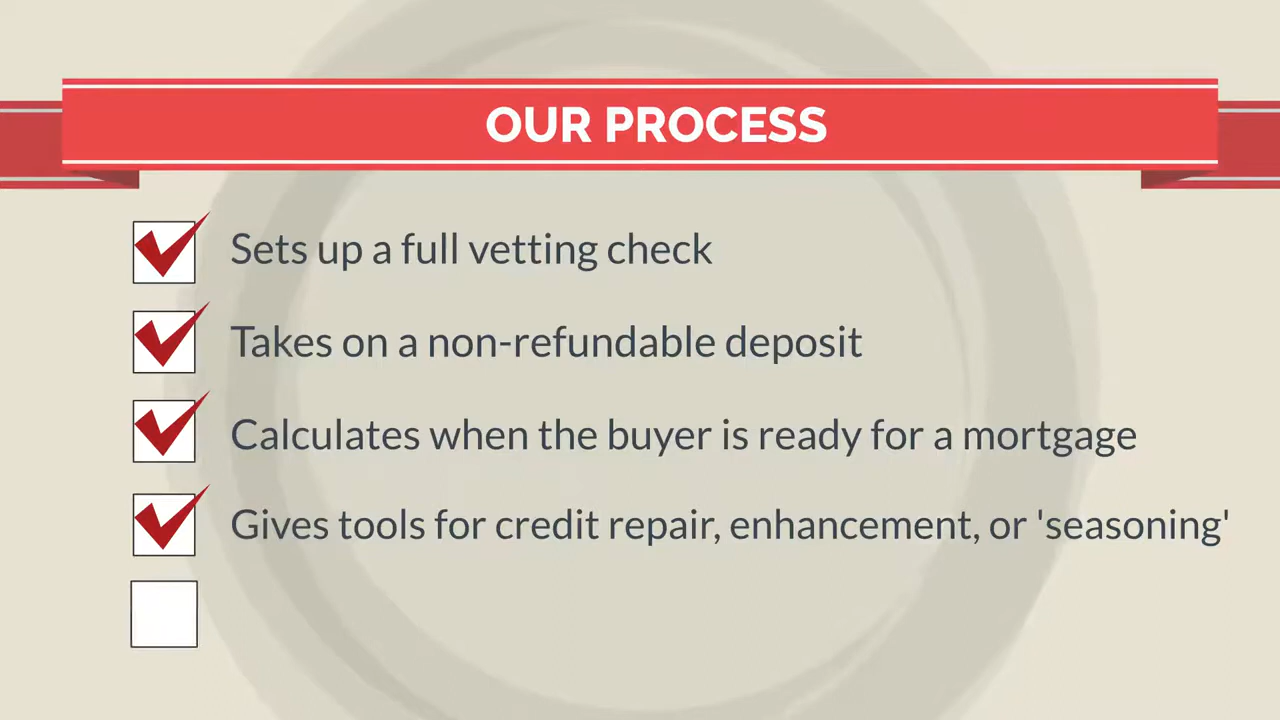 OUR PROCESS
Sets up a full vetting check
Takes on a non-refundable deposit
Calculates when the buyer is ready for a mortgage
Gives tools for credit repair, enhancement, or 'seasoning'